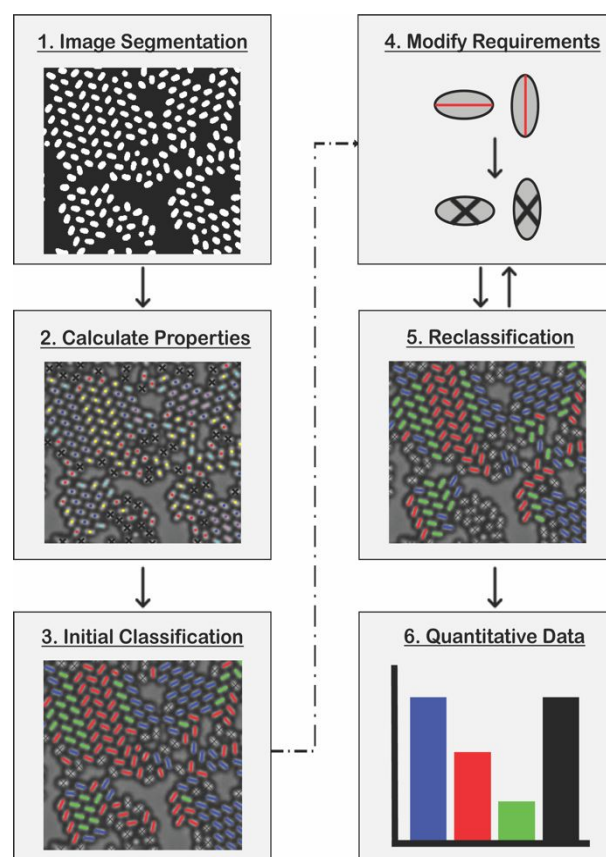 1. Image Segmentation
2. Calculate Properties
3. Initial Classification
4. Modify Requirements
5. Reclassification
6. Quantitative Data